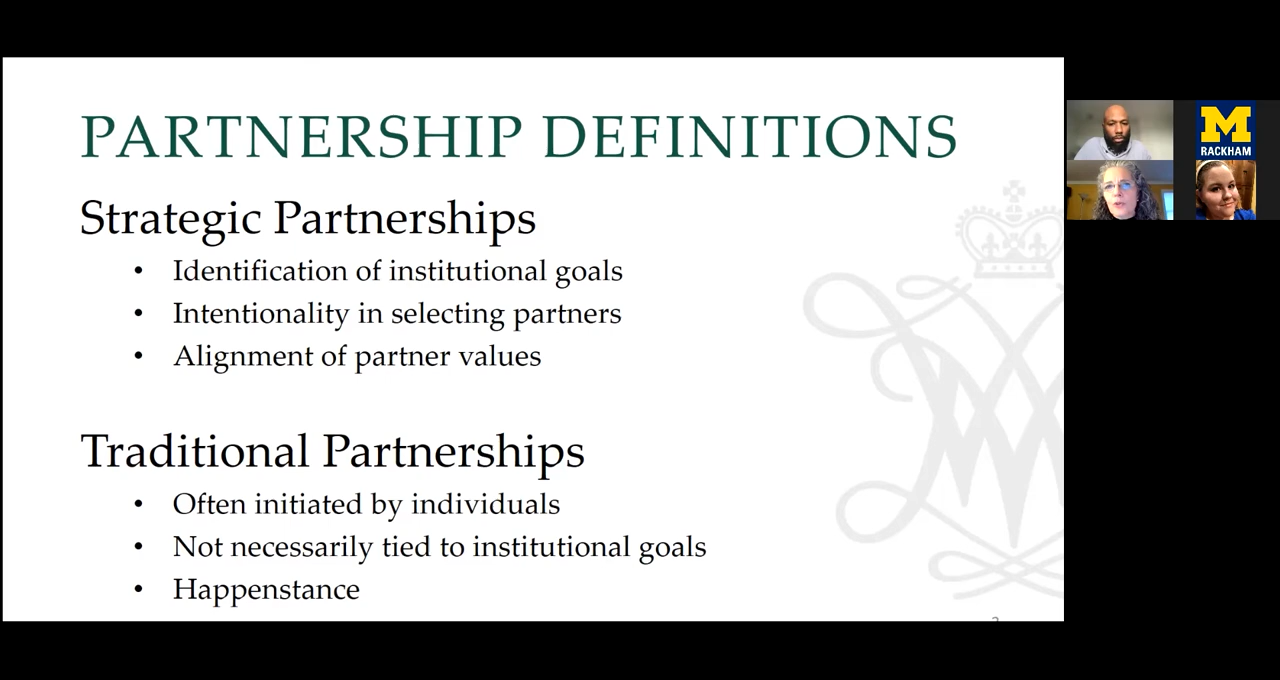 PARTNERSHIP DEFINITIONS
Strategic Partnerships
• Identification of institutional goals
• Intentionality in selecting partners
• Alignment of partner values
Traditional Partnerships
• Often initiated by individuals
• Not necessarily tied to institutional goals
• Happenstance
M
RACKHAM